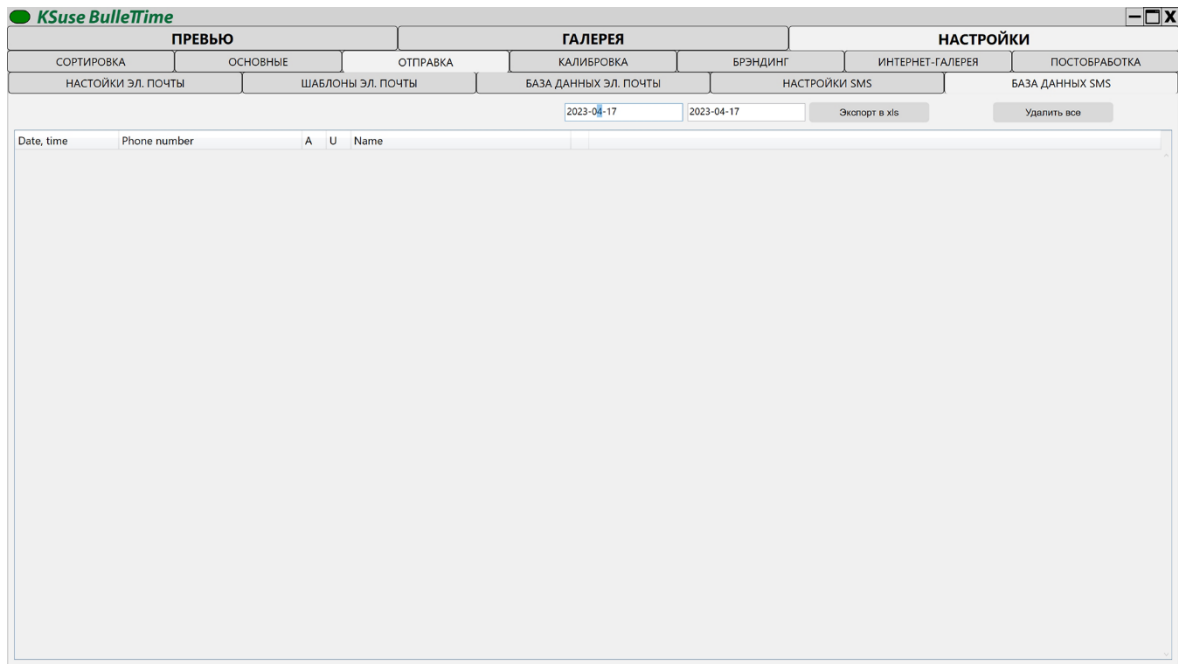 KSuse BulleTime
ПРЕВЬЮ ГАЛЕРЕЯ НАСТРОЙКИ
СОРТИРОВКА ОСНОВНЫЕ ОТПРАВКА КАЛИБРОВКА БРЭНДИНГ ИНТЕРНЕТ-ГАЛЕРЕЯ ПОСТОБРАБОТКА
НАСТОЙКИ ЭЛ. ПОЧТЫ ШАБЛОНЫ ЭЛ. ПОЧТЫ БАЗА ДАННЫХ ЭЛ. ПОЧТЫ НАСТРОЙКИ SMS БАЗА ДАННЫХ SMS
2023-04-17 2023-04-17 Экспорт в xls Удалить все
Date, time Phone number A U Name